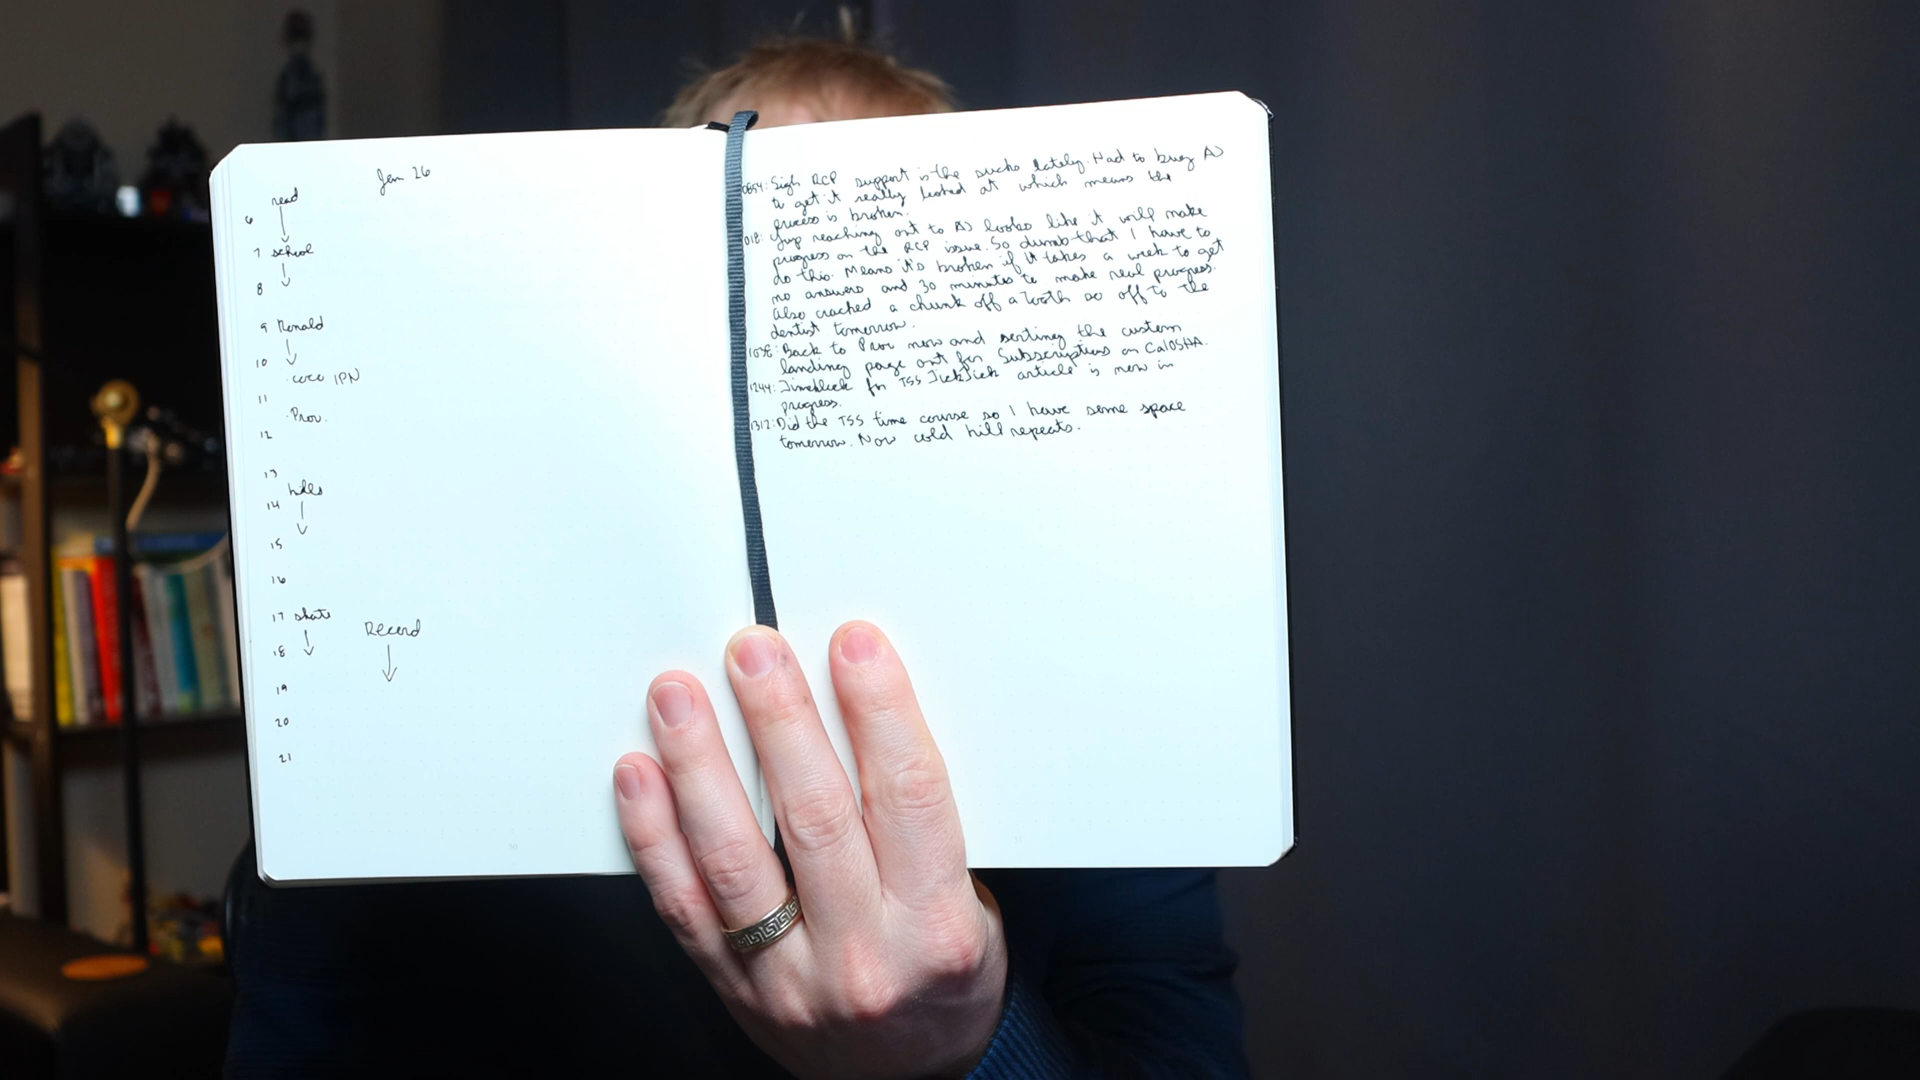 Jan 26
read
6
7 school
8
9 Ronald
10
coco IPN
11
Prov.
12
13
hills
14
15
16
17 skate
Record
18
19
20
21
0854: Sigh RCP support is the sucks lately. Had to bug AJ
to get it really looked at which means the
process is broken.
1018: Yup reaching out to AJ looks like it will make
progress on the RCP issue. So dumb that I have to
do this. Means it's broken if it takes a week to get
no answers and 30 minutes to make real progress.
Also cracked a chunk off a tooth so off to the
dentist tomorrow.
Back to Prov now and sorting the custom
landing page out for Subscriptions on CalOSHA.
1244: Timeblock for TSS TickTick article is now in
progress.
1312: Did the TSS time course so I have some space
tomorrow. Now cold hill repeats.